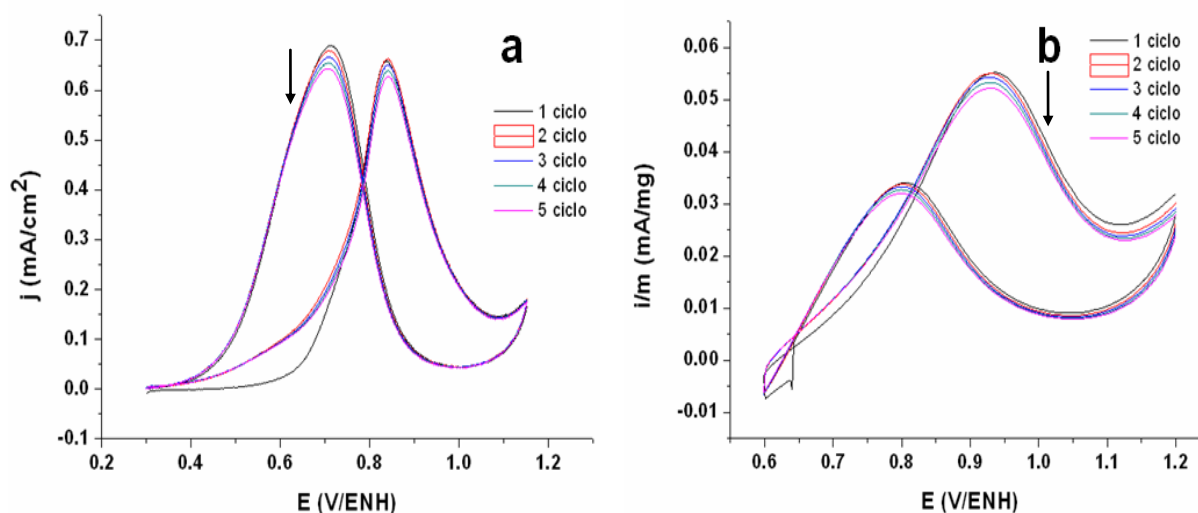 a
j (mA/cm2)
0.7
0.6
0.5
0.4
0.3
0.2
0.1
0.0
-0.1
1 ciclo
2 ciclo
3 ciclo
4 ciclo
5 ciclo
0.2 0.4 0.6 0.8 1.0 1.2
E (V/ENH)
b
i/m (mA/mg)
0.06
0.05
0.04
0.03
0.02
0.01
0.00
-0.01
1 ciclo
2 ciclo
3 ciclo
4 ciclo
5 ciclo
0.6 0.7 0.8 0.9 1.0 1.1 1.2
E (V/ENH)